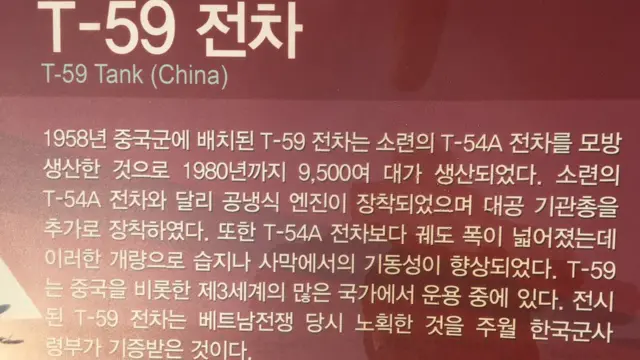 T-59 전차
T-59 Tank (China)
1958년 중국군에 배치된 T-59 전차는 소련의 T-54A 전차를 모방
생산한 것으로 1980년까지 9,500여 대가 생산되었다. 소련의
T-54A 전차와 달리 공냉식 엔진이 장착되었으며 대공 기관총을
추가로 장착하였다. 또한 T-54A 전차보다 궤도 폭이 넓어졌는데
이러한 개량으로 습지나 사막에서의 기동성이 향상되었다. T-59
는 중국을 비롯한 제3세계의 많은 국가에서 운용 중에 있다. 전시
된 T-59 전차는 베트남전쟁 당시 노획한 것을 주월 한국군사
령부가 기증받은 것이다.